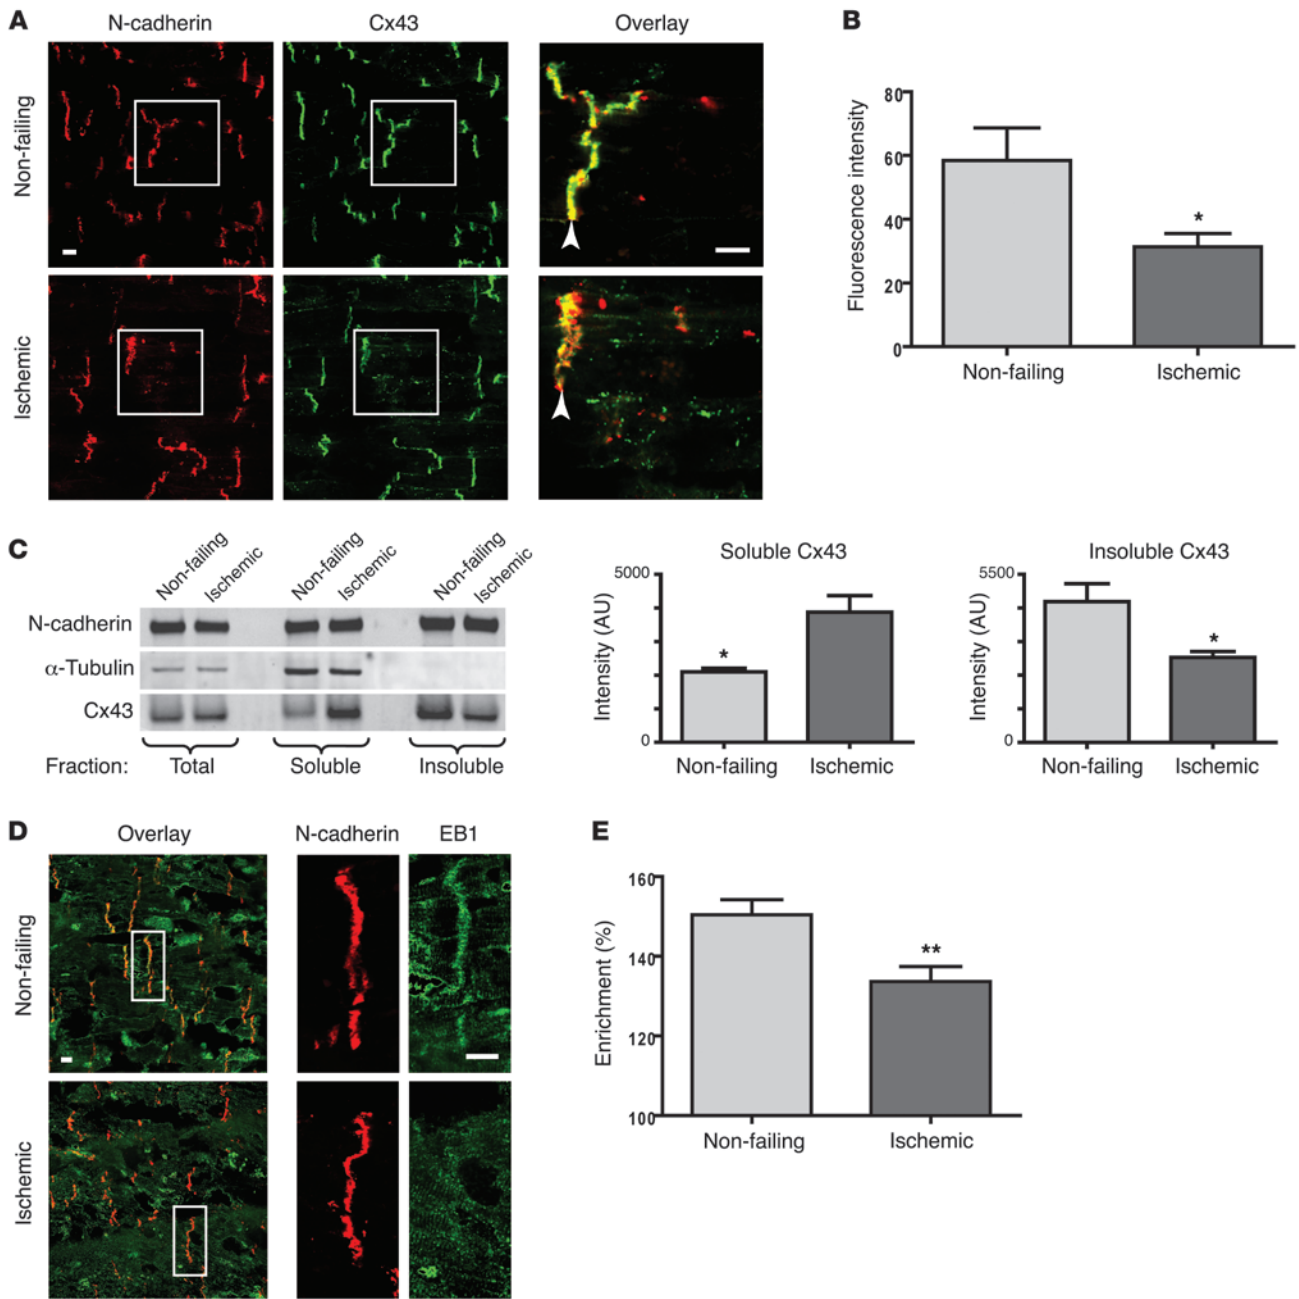 A
N-cadherin
Cx43
Overlay
Non-failing
Ischemic
B
Fluorescence intensity
80
60
40
20
0
*
Non-failing
Ischemic
C
Non-failing
Ischemic
Non-failing
Ischemic
Non-failing
Ischemic
N-cadherin
α-Tubulin
Cx43
Fraction:
Total
Soluble
Insoluble
Soluble Cx43
Intensity (AU)
5000
0
*
Non-failing
Ischemic
Insoluble Cx43
Intensity (AU)
5500
0
*
Non-failing
Ischemic
D
Overlay
N-cadherin
EB1
Non-failing
Ischemic
E
Enrichment (%)
160
140
120
100
**
Non-failing
Ischemic